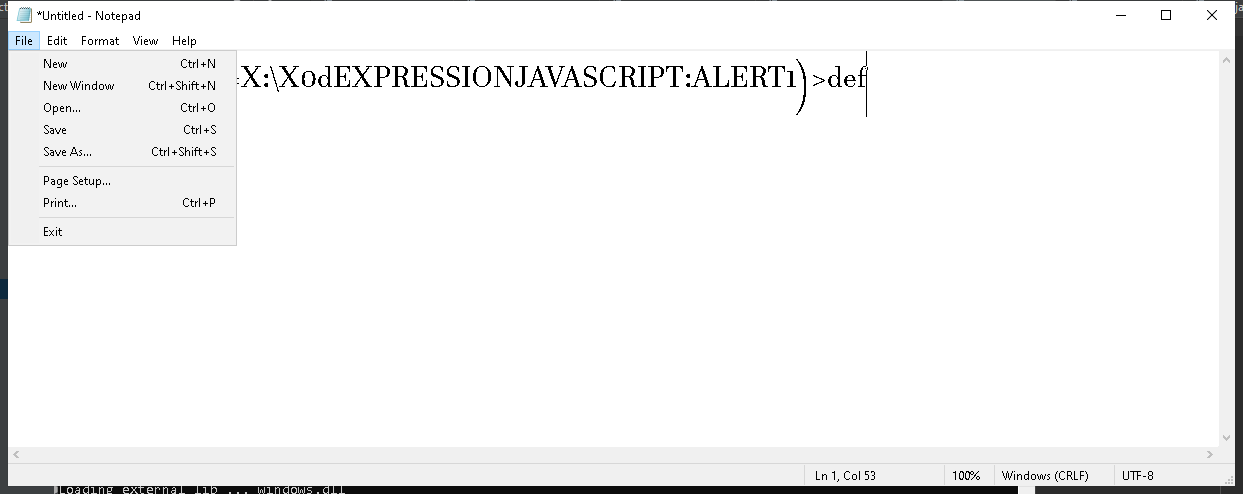 *Untitled - Notepad
File Edit Format View Help
New Ctrl+N
New Window Ctrl+Shift+N
Open... Ctrl+O
Save Ctrl+S
Save As... Ctrl+Shift+S
Page Setup...
Print... Ctrl+P
Exit
=X:\X0dEXPRESSIONJAVASCRIPT:ALERT1)>def
Ln 1, Col 53 100% Windows (CRLF) UTF-8
Loading external lib ... windows.dll